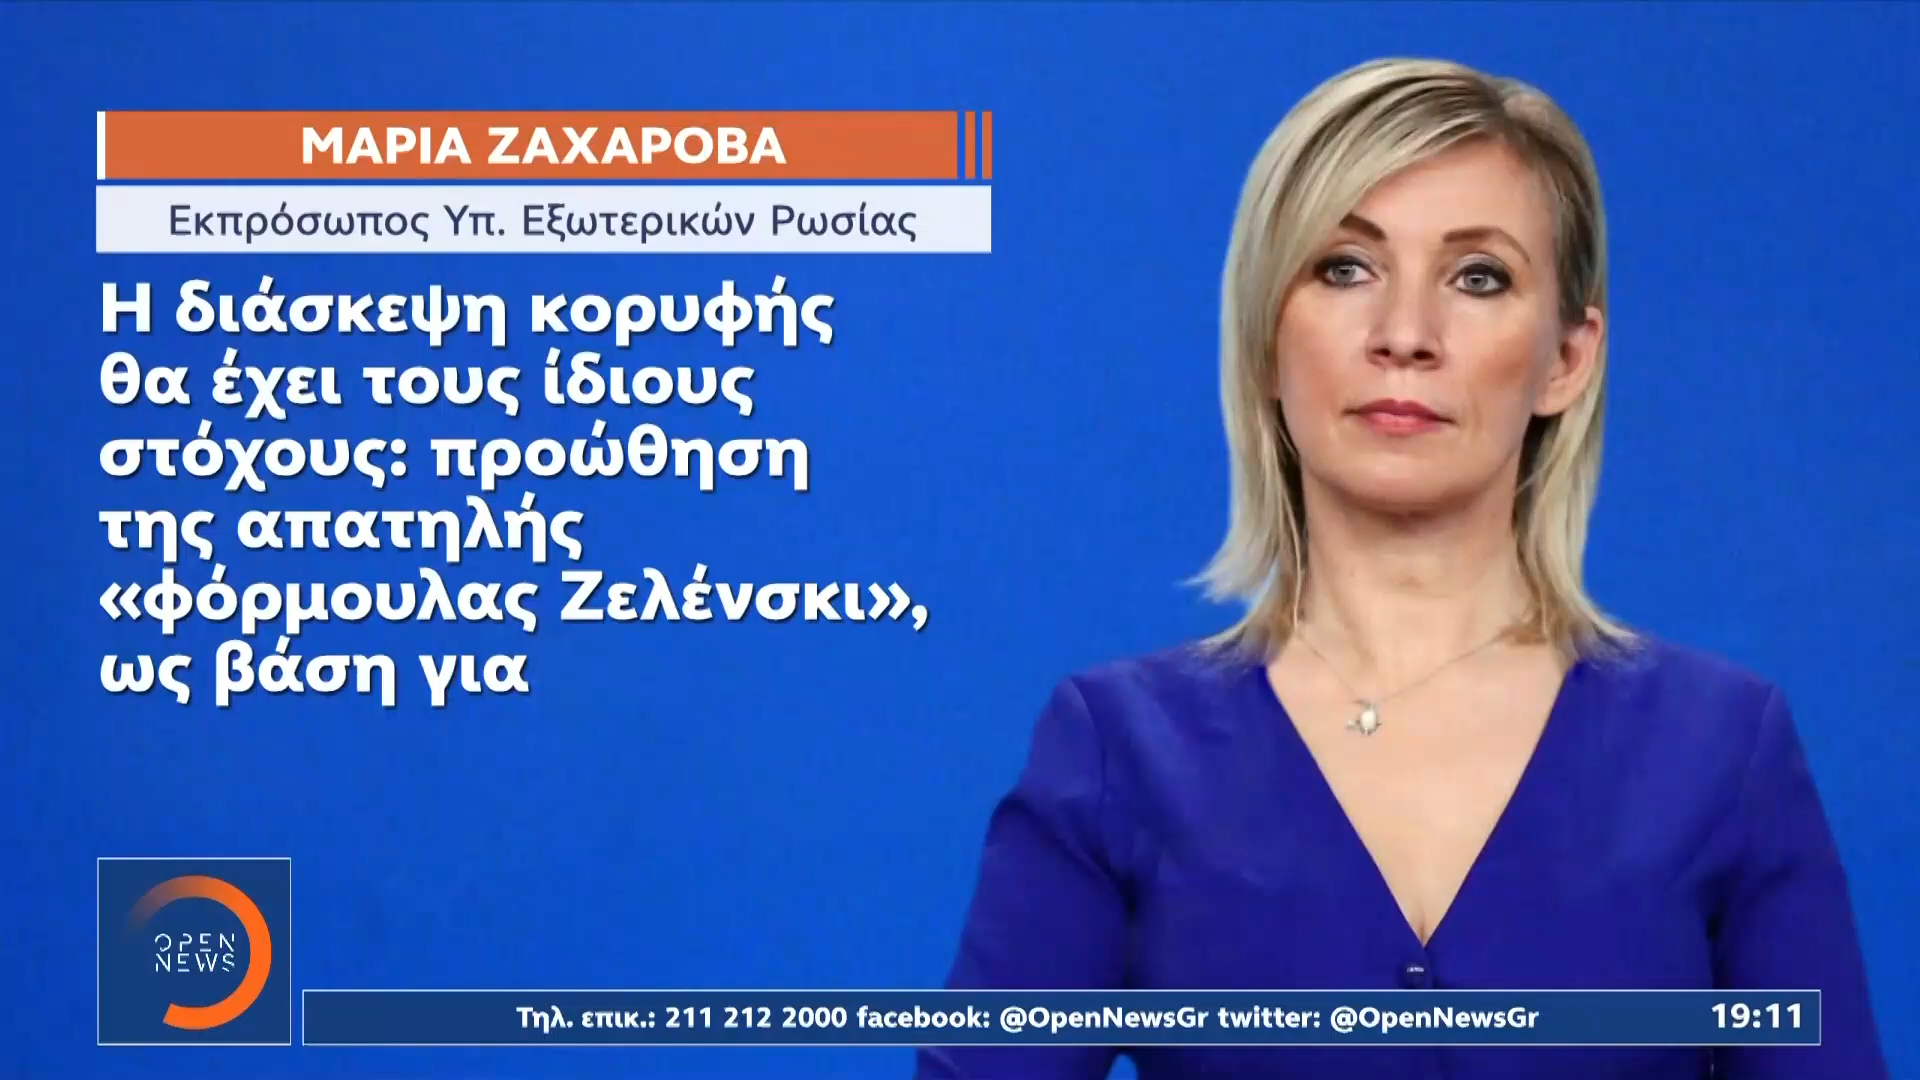 ΜΑΡΙΑ ΖΑΧΑΡΟΒΑ
Εκπρόσωπος Υπ. Εξωτερικών Ρωσίας
Η διάσκεψη κορυφής
θα έχει τους ίδιους
στόχους: προώθηση
της απατηλής
«φόρμουλας Ζελένσκι»,
ως βάση για
OPEN
NEWS
Τηλ. επικ.: 211 212 2000 facebook: @OpenNewsGr twitter: @OpenNewsGr
19:11